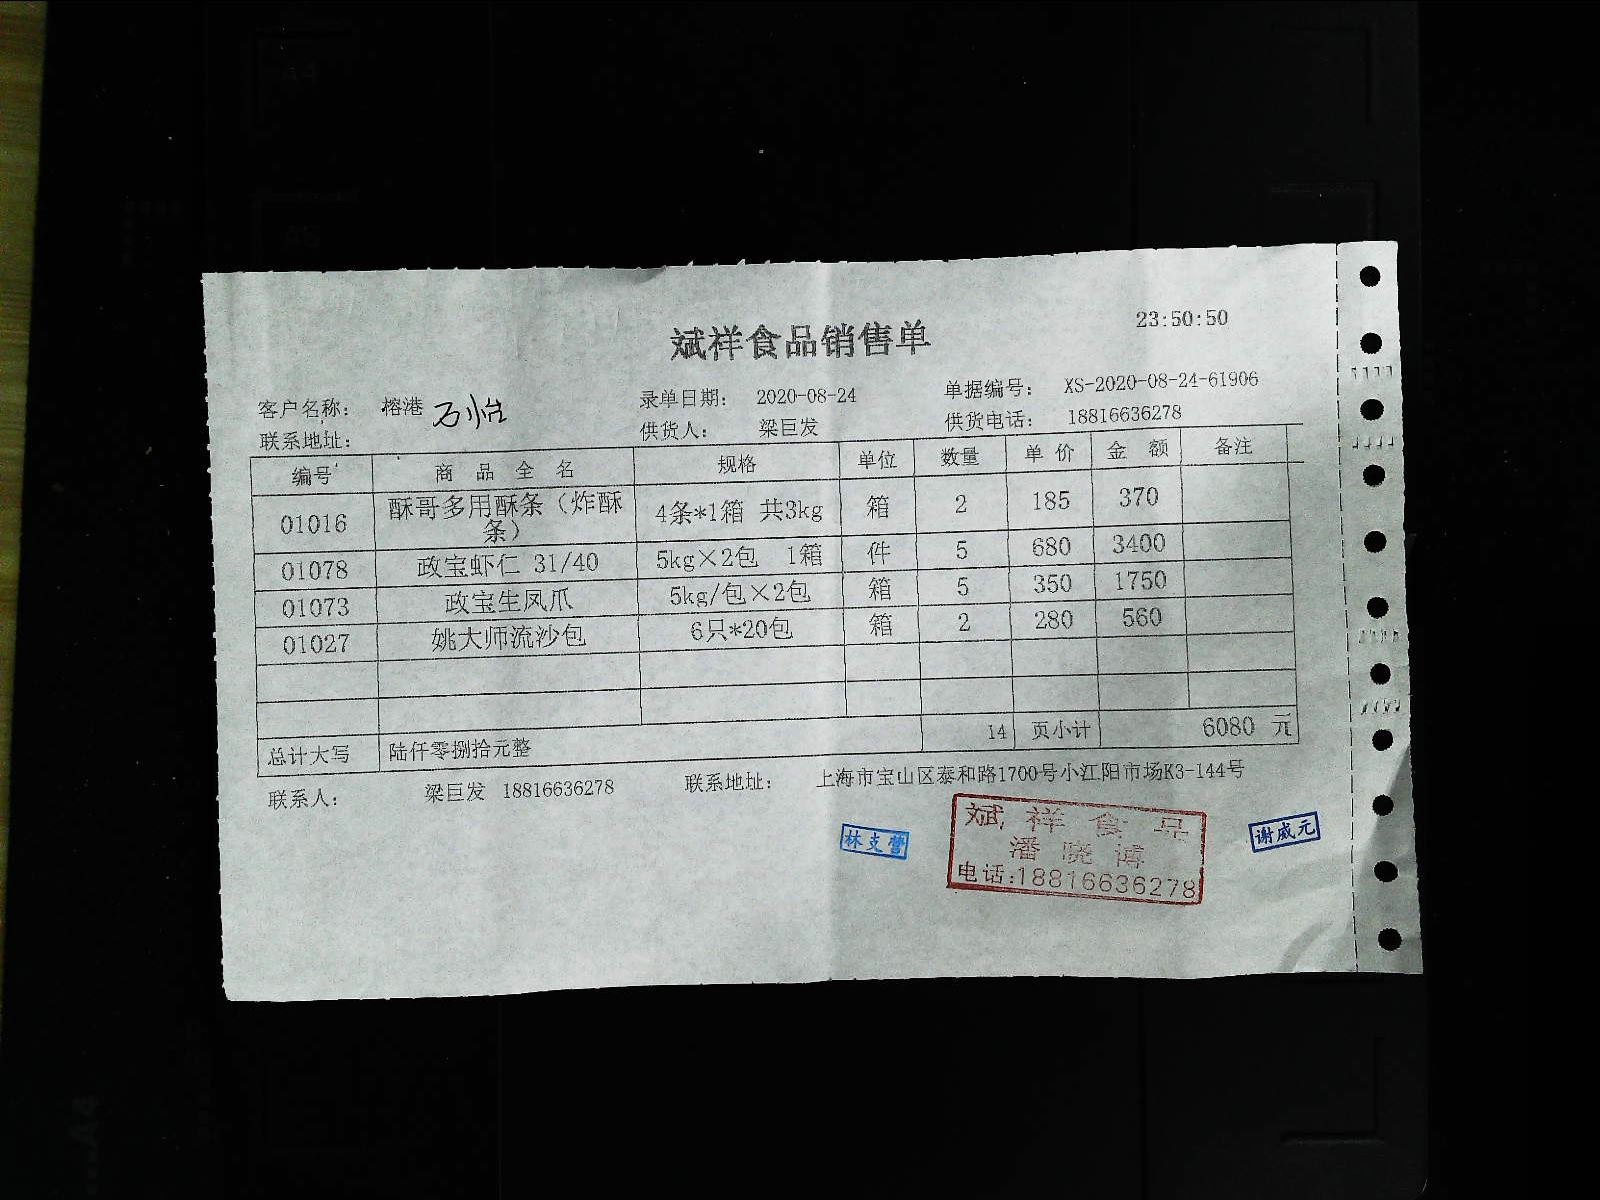 23:50:50
斌祥食品销售单
客户名称： 榕港 石小怡 录单日期： 2020-08-24 单据编号： XS-2020-08-24-61906
联系地址： 供货人： 梁巨发 供货电话： 18816636278
编号 商品全名 规格 单位 数量 单价 金额 备注
01016 酥哥多用酥条（炸酥条） 4条*1箱 共3kg 箱 2 185 370
01078 政宝虾仁 31/40 5kg×2包 1箱 件 5 680 3400
01073 政宝生凤爪 5kg/包×2包 箱 5 350 1750
01027 姚大师流沙包 6只*20包 箱 2 280 560
总计大写 陆仟零捌拾元整 14 页小计 6080 元
联系人： 梁巨发 18816636278 联系地址： 上海市宝山区泰和路1700号小江阳市场K3-144号
林支营
斌祥食品
潘晓博
电话:18816636278
谢威元